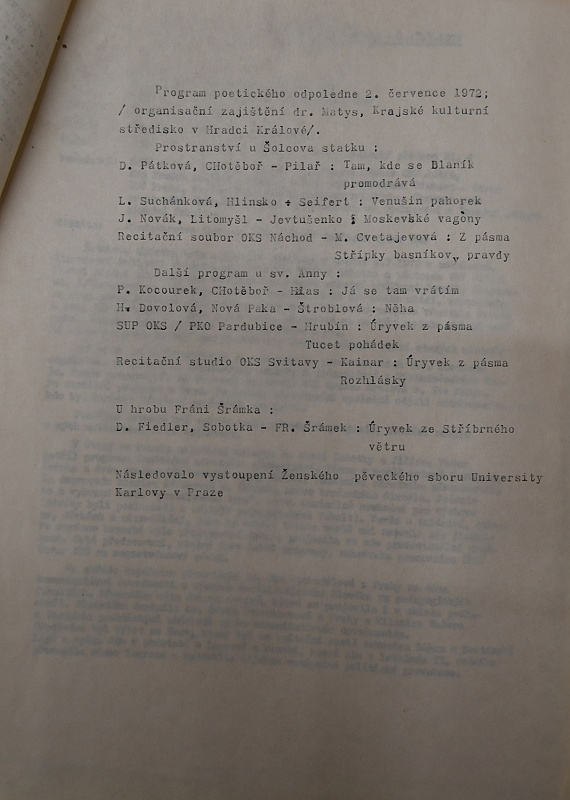 Program poetického odpoledne 2. července 1972;
/ organisační zajištění dr. Matys, Krajské kulturní
středisko v Hradci Králové/.
Prostranství u Šolcova statku :
D. Pátková, CHotěboř - Pilař : Tam, kde se Blaník
promodrává
L. Suchánková, Hlinsko + Seifert : Venušin pahorek
J. Novák, Litomyšl - Jevtušenko : Moskevské vagóny
Recitační soubor OKS Náchod - M. Cvetajevová : Z pásma
Střípky básníkovy pravdy
Další program u sv. Anny :
P. Kocourek, CHotěboř - Hlas : Já se tam vrátím
H. Dovolová, Nová Paka - Štroblová : Něha
SUP OKS / PKO Pardubice - Hrubín : Úryvek z pásma
Tucet pohádek
Recitační studio OKS Svitavy - Kainar : Úryvek z pásma
Rozhlásky
U hrobu Fráni Šrámka :
D. Fiedler, Sobotka - FR. Šrámek : Úryvek ze Stříbrného
větru
Následovalo vystoupení Ženského pěveckého sboru University
Karlovy v Praze